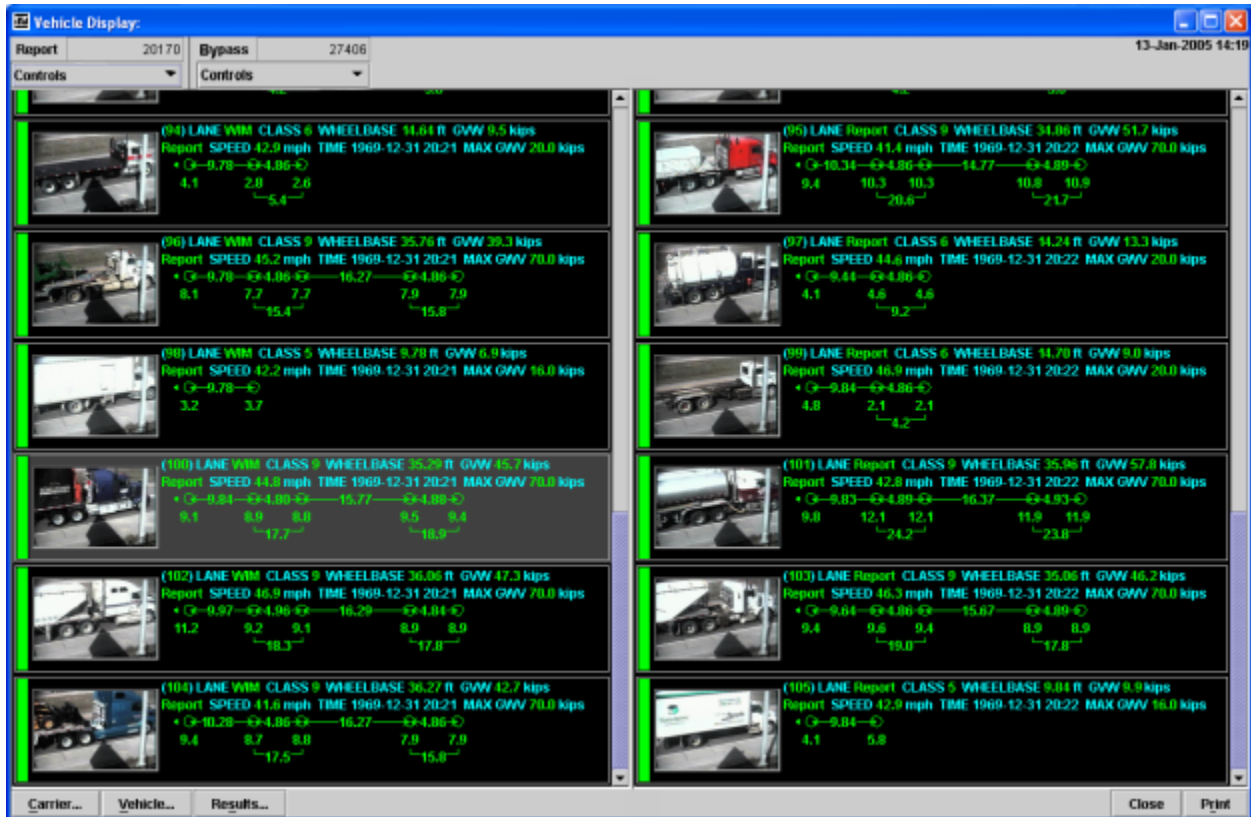 Vehicle Display:
Report 20170 Bypass 27406 13-Jan-2005 14:19
Controls Controls
(94) LANE WIM CLASS 6 WHEELBASE 14.64 ft GVW 9.5 kips
Report SPEED 42.9 mph TIME 1969-12-31 20:21 MAX GWV 20.0 kips
9.78 4.86
4.1 2.8 2.6
5.4
(96) LANE WIM CLASS 9 WHEELBASE 35.76 ft GVW 39.3 kips
Report SPEED 45.2 mph TIME 1969-12-31 20:21 MAX GWV 70.0 kips
9.78 4.86 16.27 4.86
8.1 7.7 7.7 7.9 7.9
15.4 15.8
(98) LANE WIM CLASS 5 WHEELBASE 9.78 ft GVW 6.9 kips
Report SPEED 42.2 mph TIME 1969-12-31 20:21 MAX GWV 16.0 kips
9.78
3.2 3.7
(100) LANE WIM CLASS 9 WHEELBASE 35.29 ft GVW 45.7 kips
Report SPEED 44.8 mph TIME 1969-12-31 20:21 MAX GWV 70.0 kips
9.84 4.80 15.77 4.88
9.1 8.9 8.8 9.5 9.4
17.7 18.9
(102) LANE WIM CLASS 9 WHEELBASE 36.06 ft GVW 47.3 kips
Report SPEED 46.9 mph TIME 1969-12-31 20:21 MAX GWV 70.0 kips
9.97 4.96 16.29 4.84
11.2 9.2 9.1 8.9 8.9
18.3 17.8
(104) LANE WIM CLASS 9 WHEELBASE 36.27 ft GVW 42.7 kips
Report SPEED 41.6 mph TIME 1969-12-31 20:21 MAX GWV 70.0 kips
10.28 4.86 16.27 4.86
9.4 8.7 8.8 7.9 7.9
17.5 15.8
(95) LANE Report CLASS 9 WHEELBASE 34.86 ft GVW 51.7 kips
Report SPEED 41.4 mph TIME 1969-12-31 20:22 MAX GWV 70.0 kips
10.34 4.86 14.77 4.89
9.4 10.3 10.3 10.8 10.9
20.6 21.7
(97) LANE Report CLASS 6 WHEELBASE 14.24 ft GVW 13.3 kips
Report SPEED 44.6 mph TIME 1969-12-31 20:22 MAX GWV 20.0 kips
9.44 4.86
4.1 4.6 4.6
9.2
(99) LANE Report CLASS 6 WHEELBASE 14.70 ft GVW 9.0 kips
Report SPEED 46.9 mph TIME 1969-12-31 20:22 MAX GWV 20.0 kips
9.84 4.86
4.8 2.1 2.1
4.2
(101) LANE Report CLASS 9 WHEELBASE 35.96 ft GVW 57.8 kips
Report SPEED 42.8 mph TIME 1969-12-31 20:22 MAX GWV 70.0 kips
9.83 4.89 16.37 4.93
9.8 12.1 12.1 11.9 11.9
24.2 23.8
(103) LANE Report CLASS 9 WHEELBASE 35.06 ft GVW 46.2 kips
Report SPEED 46.3 mph TIME 1969-12-31 20:22 MAX GWV 70.0 kips
9.64 4.86 15.67 4.89
9.4 9.6 9.4 8.9 8.9
19.0 17.8
(105) LANE Report CLASS 5 WHEELBASE 9.84 ft GVW 9.9 kips
Report SPEED 42.9 mph TIME 1969-12-31 20:22 MAX GWV 16.0 kips
9.84
4.1 5.8
Carrier... Vehicle... Results... Close Print